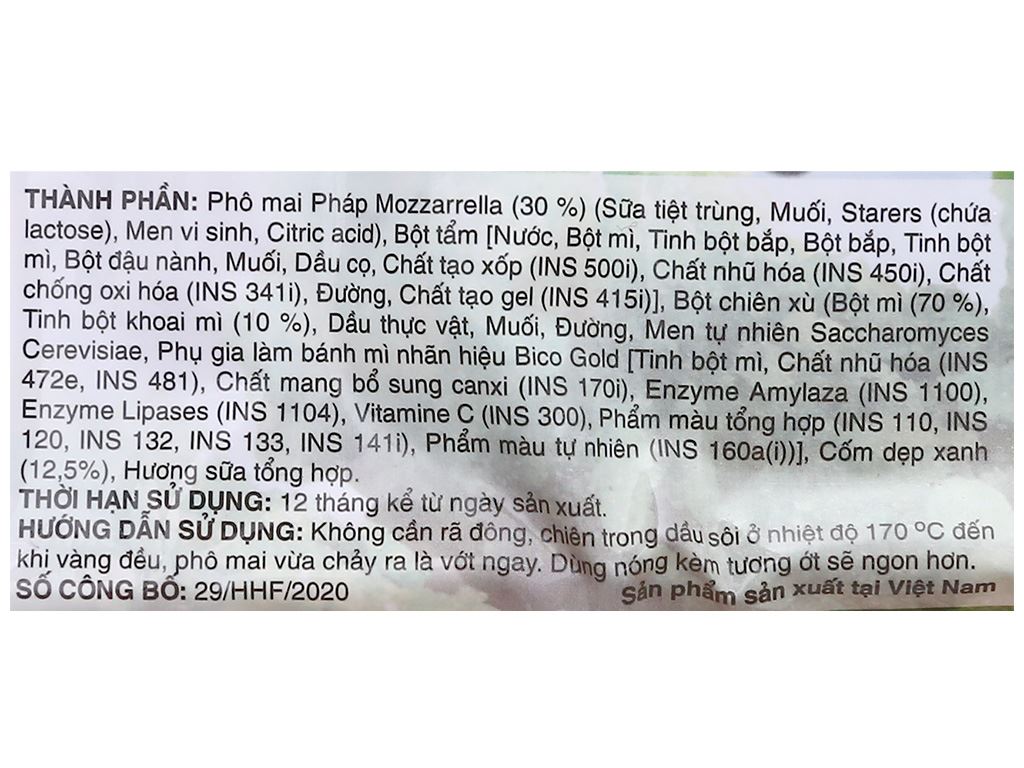 THÀNH PHẦN: Phô mai Pháp Mozzarrella (30 %) (Sữa tiệt trùng, Muối, Starers (chứa
lactose), Men vi sinh, Citric acid), Bột tẩm [Nước, Bột mì, Tinh bột bắp, Bột bắp, Tinh bột
mì, Bột đậu nành, Muối, Dầu cọ, Chất tạo xốp (INS 500i), Chất nhũ hóa (INS 450i), Chất
chống oxi hóa (INS 341i), Đường, Chất tạo gel (INS 415i)], Bột chiên xù (Bột mì (70 %),
Tinh bột khoai mì (10 %), Dầu thực vật, Muối, Đường, Men tự nhiên Saccharomyces
Cerevisiae, Phụ gia làm bánh mì nhãn hiệu Bico Gold [Tinh bột mì, Chất nhũ hóa (INS
472e, INS 481), Chất mang bổ sung canxi (INS 170i), Enzyme Amylaza (INS 1100),
Enzyme Lipases (INS 1104), Vitamine C (INS 300), Phẩm màu tổng hợp (INS 110, INS
120, INS 132, INS 133, INS 141i), Phẩm màu tự nhiên (INS 160a(i))], Cốm dẹp xanh
(12,5%), Hương sữa tổng hợp.
THỜI HẠN SỬ DỤNG: 12 tháng kể từ ngày sản xuất.
HƯỚNG DẪN SỬ DỤNG: Không cần rã đông, chiên trong dầu sôi ở nhiệt độ 170 ºC đến
khi vàng đều, phô mai vừa chảy ra là vớt ngay. Dùng nóng kèm tương ớt sẽ ngon hơn.
SỐ CÔNG BỐ: 29/HHF/2020
Sản phẩm sản xuất tại Việt Nam